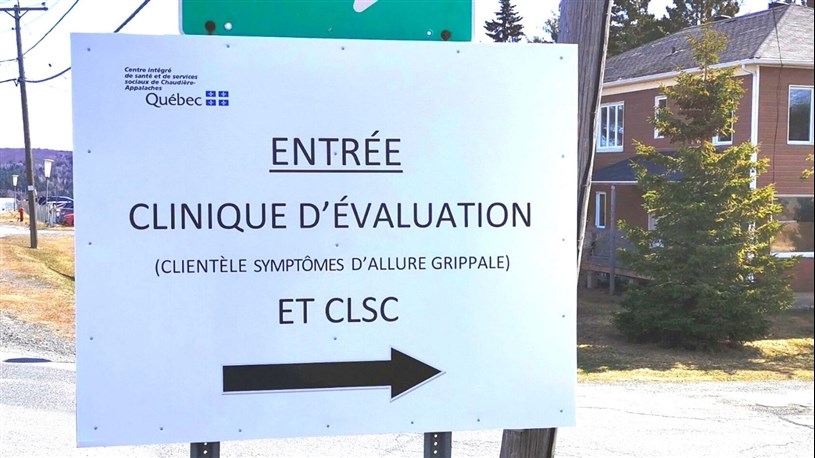 Centre intégré
de santé et de services
sociaux de Chaudière-
Appalaches
Québec
ENTRÉE
CLINIQUE D'ÉVALUATION
(CLIENTÈLE SYMPTÔMES D'ALLURE GRIPPALE)
ET CLSC